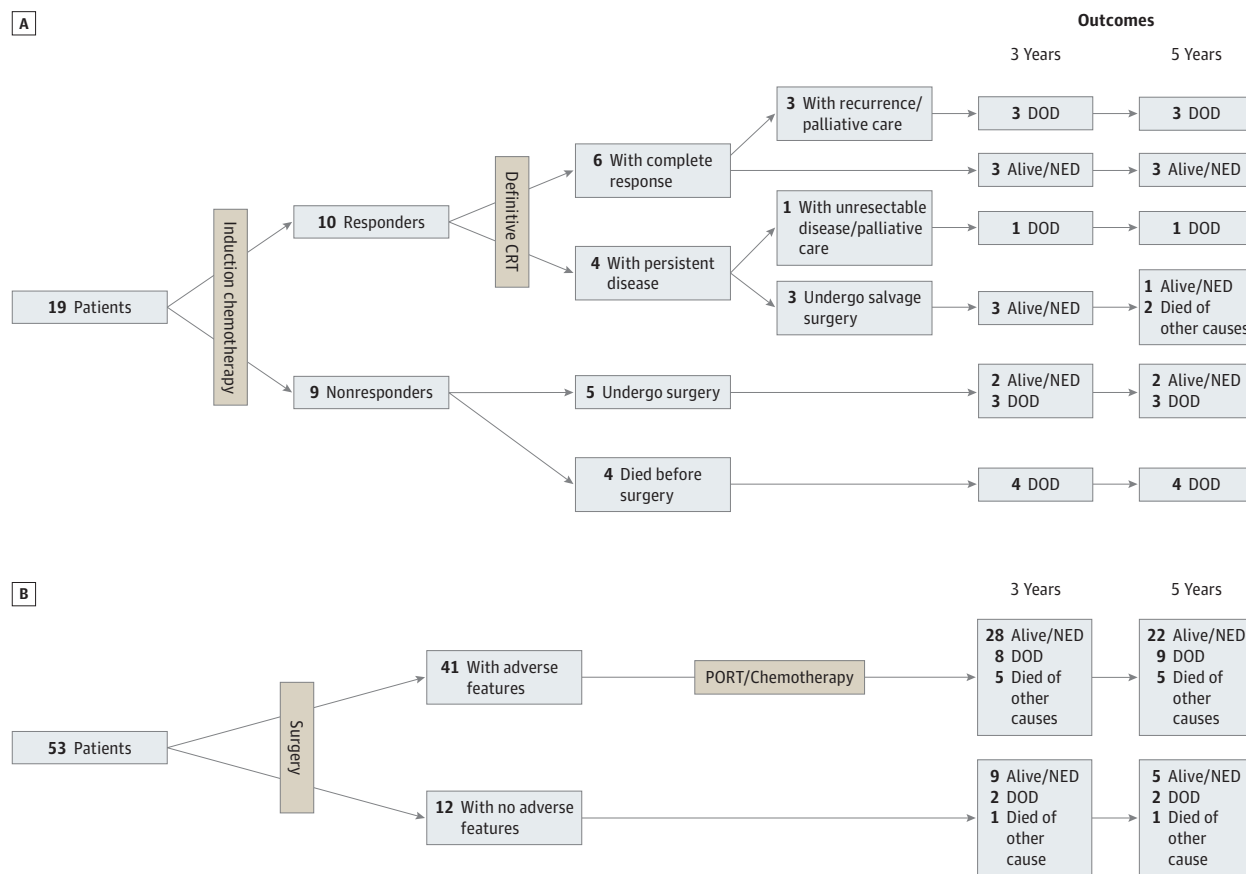 A
Outcomes
3 Years
5 Years
19 Patients
Induction chemotherapy
10 Responders
9 Nonresponders
Definitive CRT
6 With complete
response
4 With persistent
disease
5 Undergo surgery
4 Died before
surgery
3 With recurrence/
palliative care
1 With unresectable
disease/palliative
care
3 Undergo salvage
surgery
3 DOD
3 DOD
3 Alive/NED
3 Alive/NED
1 DOD
1 DOD
3 Alive/NED
1 Alive/NED
2 Died of
other causes
2 Alive/NED
3 DOD
2 Alive/NED
3 DOD
4 DOD
4 DOD
B
3 Years
5 Years
53 Patients
Surgery
41 With adverse
features
12 With no adverse
features
PORT/Chemotherapy
28 Alive/NED
8 DOD
5 Died of
other
causes
22 Alive/NED
9 DOD
5 Died of
other
causes
9 Alive/NED
2 DOD
1 Died of
other
cause
5 Alive/NED
2 DOD
1 Died of
other
cause